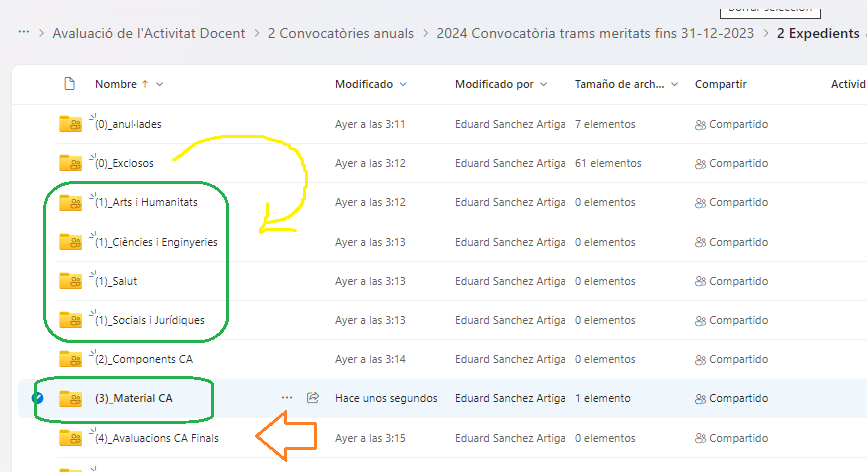 Borrar selección
··· > Avaluació de l'Activitat Docent > 2 Convocatòries anuals > 2024 Convocatòria trams meritats fins 31-12-2023 > 2 Expedients
Nombre Modificado Modificado por Tamaño de arch... Compartir Activid
(0)_anul·lades Ayer a las 3:11 Eduard Sanchez Artiga 7 elementos Compartido
(0)_Exclosos Ayer a las 3:12 Eduard Sanchez Artiga 61 elementos Compartido
(1)_Arts i Humanitats Ayer a las 3:12 Eduard Sanchez Artiga 0 elementos Compartido
(1)_Ciències i Enginyeries Ayer a las 3:13 Eduard Sanchez Artiga 0 elementos Compartido
(1)_Salut Ayer a las 3:13 Eduard Sanchez Artiga 0 elementos Compartido
(1)_Socials i Jurídiques Ayer a las 3:13 Eduard Sanchez Artiga 0 elementos Compartido
(2)_Components CA Ayer a las 3:14 Eduard Sanchez Artiga 0 elementos Compartido
(3)_Material CA ··· Hace unos segundos Eduard Sanchez Artiga 1 elemento Compartido
(4)_Avaluacions CA Finals Ayer a las 3:15 Eduard Sanchez Artiga 0 elementos Compartido